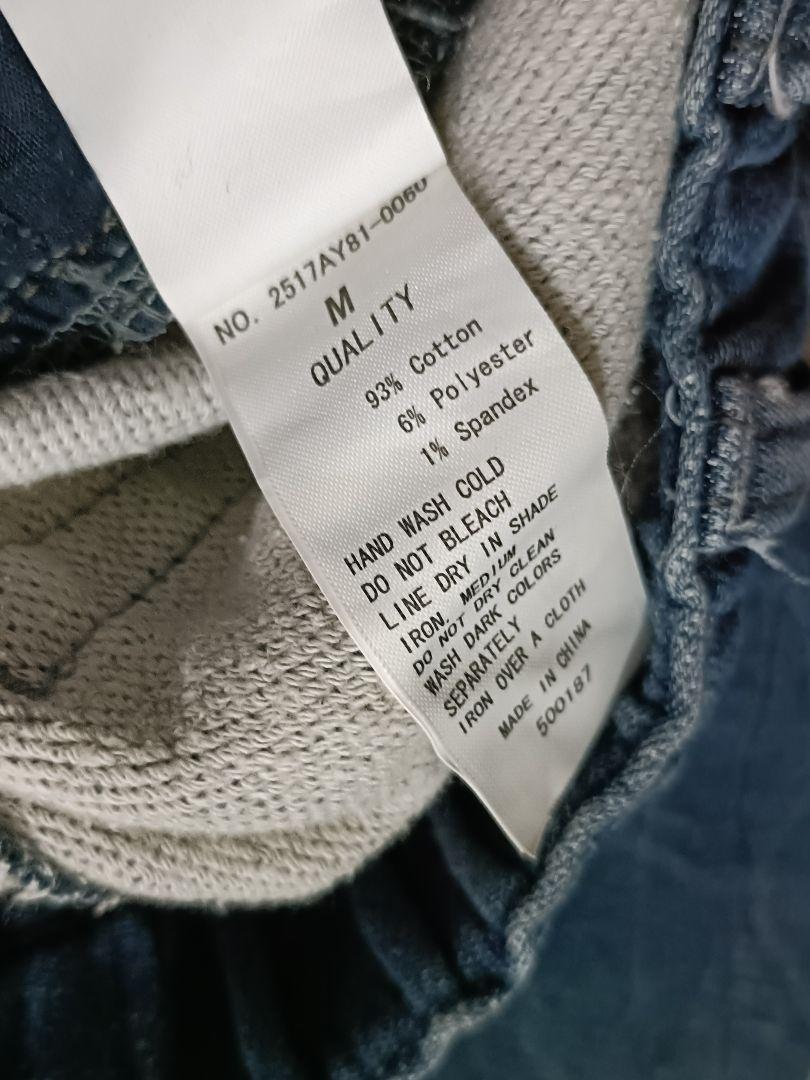 NO. 2517AY81-0060
M
QUALITY
93% Cotton
6% Polyester
1% Spandex
HAND WASH COLD
DO NOT BLEACH
LINE DRY IN SHADE
IRON, MEDIUM
DO NOT DRY CLEAN
WASH DARK COLORS
SEPARATELY
IRON OVER A CLOTH
MADE IN CHINA
500187